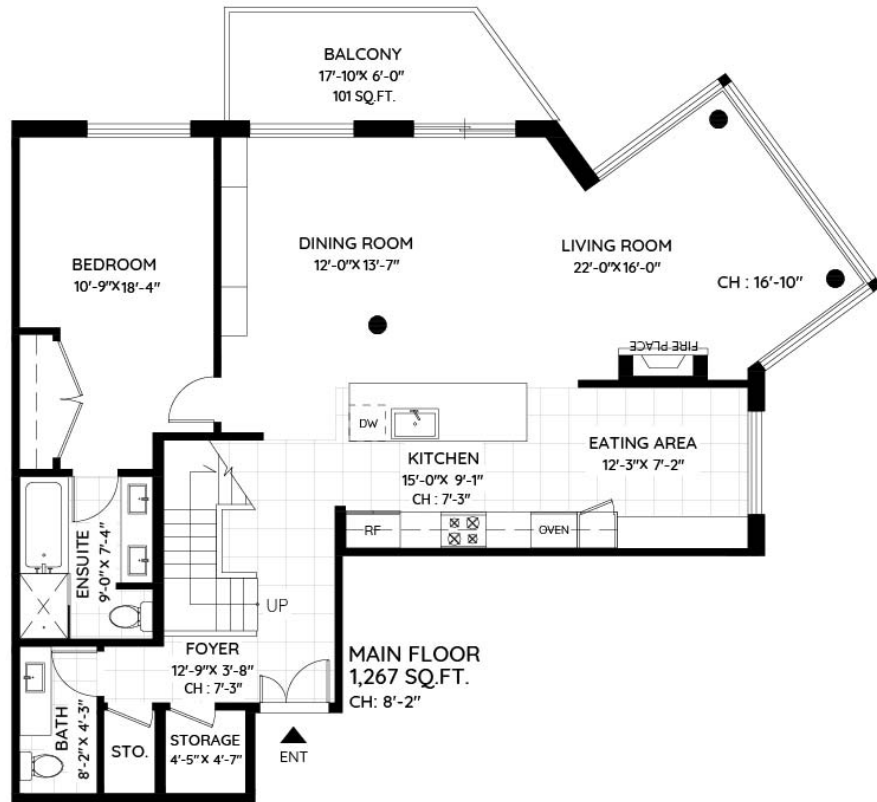 BALCONY
17'-10"X 6'-0"
101 SQ.FT.
DINING ROOM
12'-0"X 13'-7"
LIVING ROOM
22'-0"X16'-0"
CH : 16'-10"
BEDROOM
10'-9"X18'-4"
FIRE PLACE
DW
KITCHEN
15'-0"X 9'-1"
CH : 7'-3"
EATING AREA
12'-3"X 7'-2"
RF
OVEN
ENSUITE
9'-0"X 7'-4"
UP
FOYER
12'-9"X 3'-8"
CH : 7'-3"
MAIN FLOOR
1,267 SQ.FT.
CH: 8'-2"
BATH
8'-2"X 4'-3"
STO.
STORAGE
4'-5"X 4'-7"
ENT